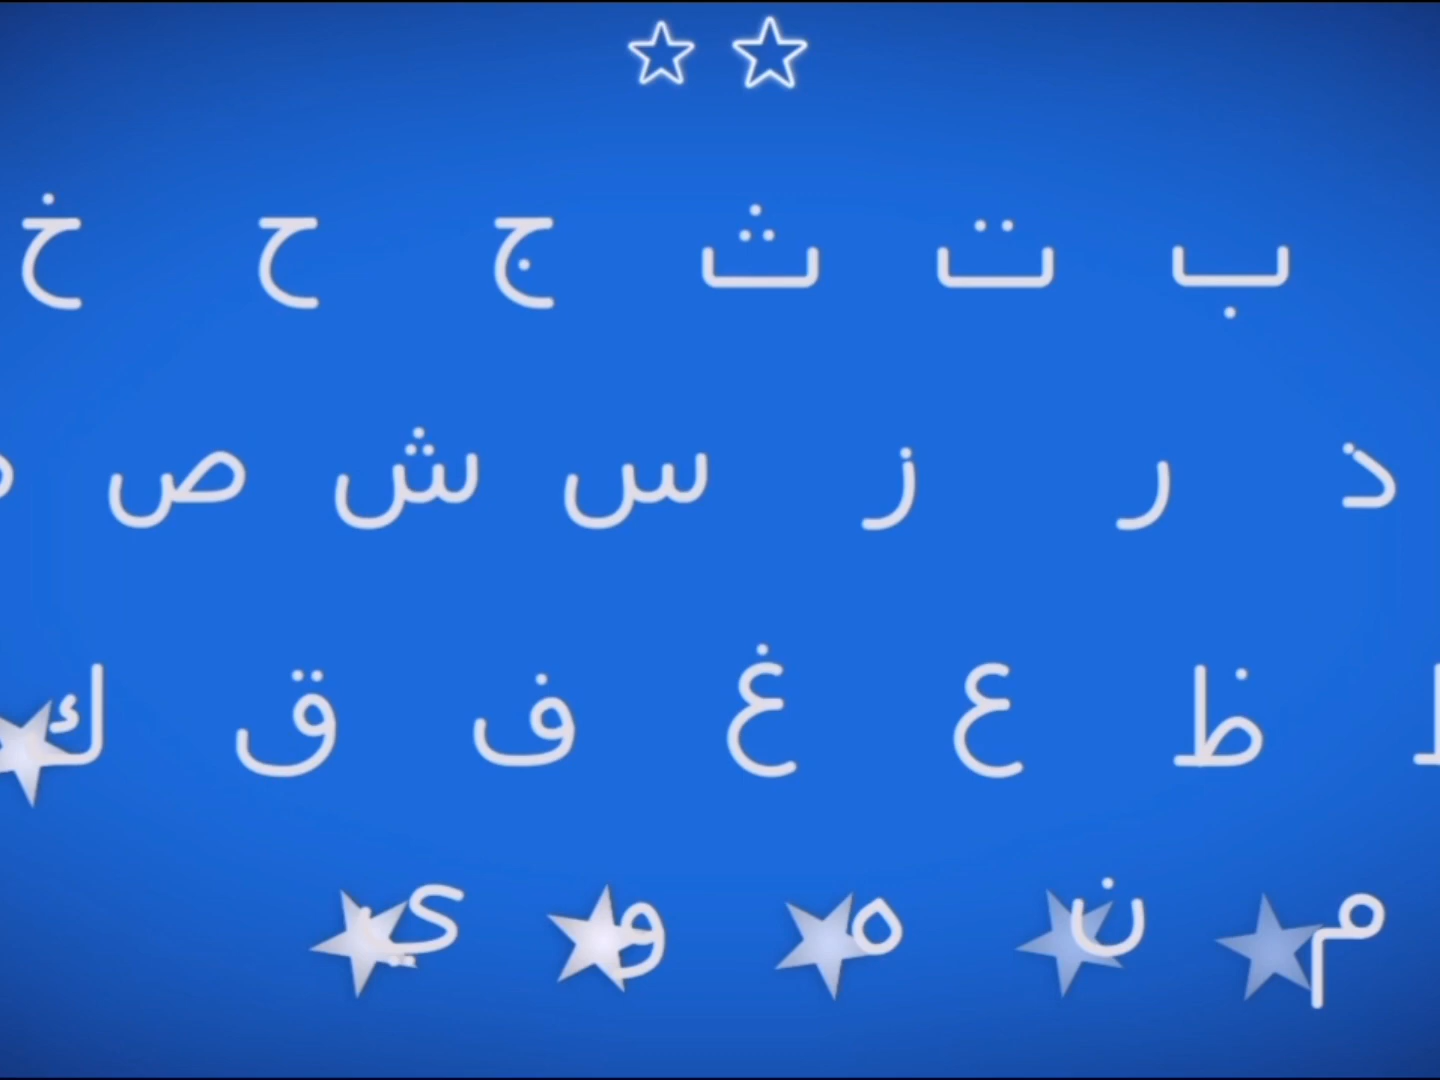 ب ت ث ج ح خ
ذ ر ز س ش ص
ظ ع غ ف ق ك
م ن ه و ي